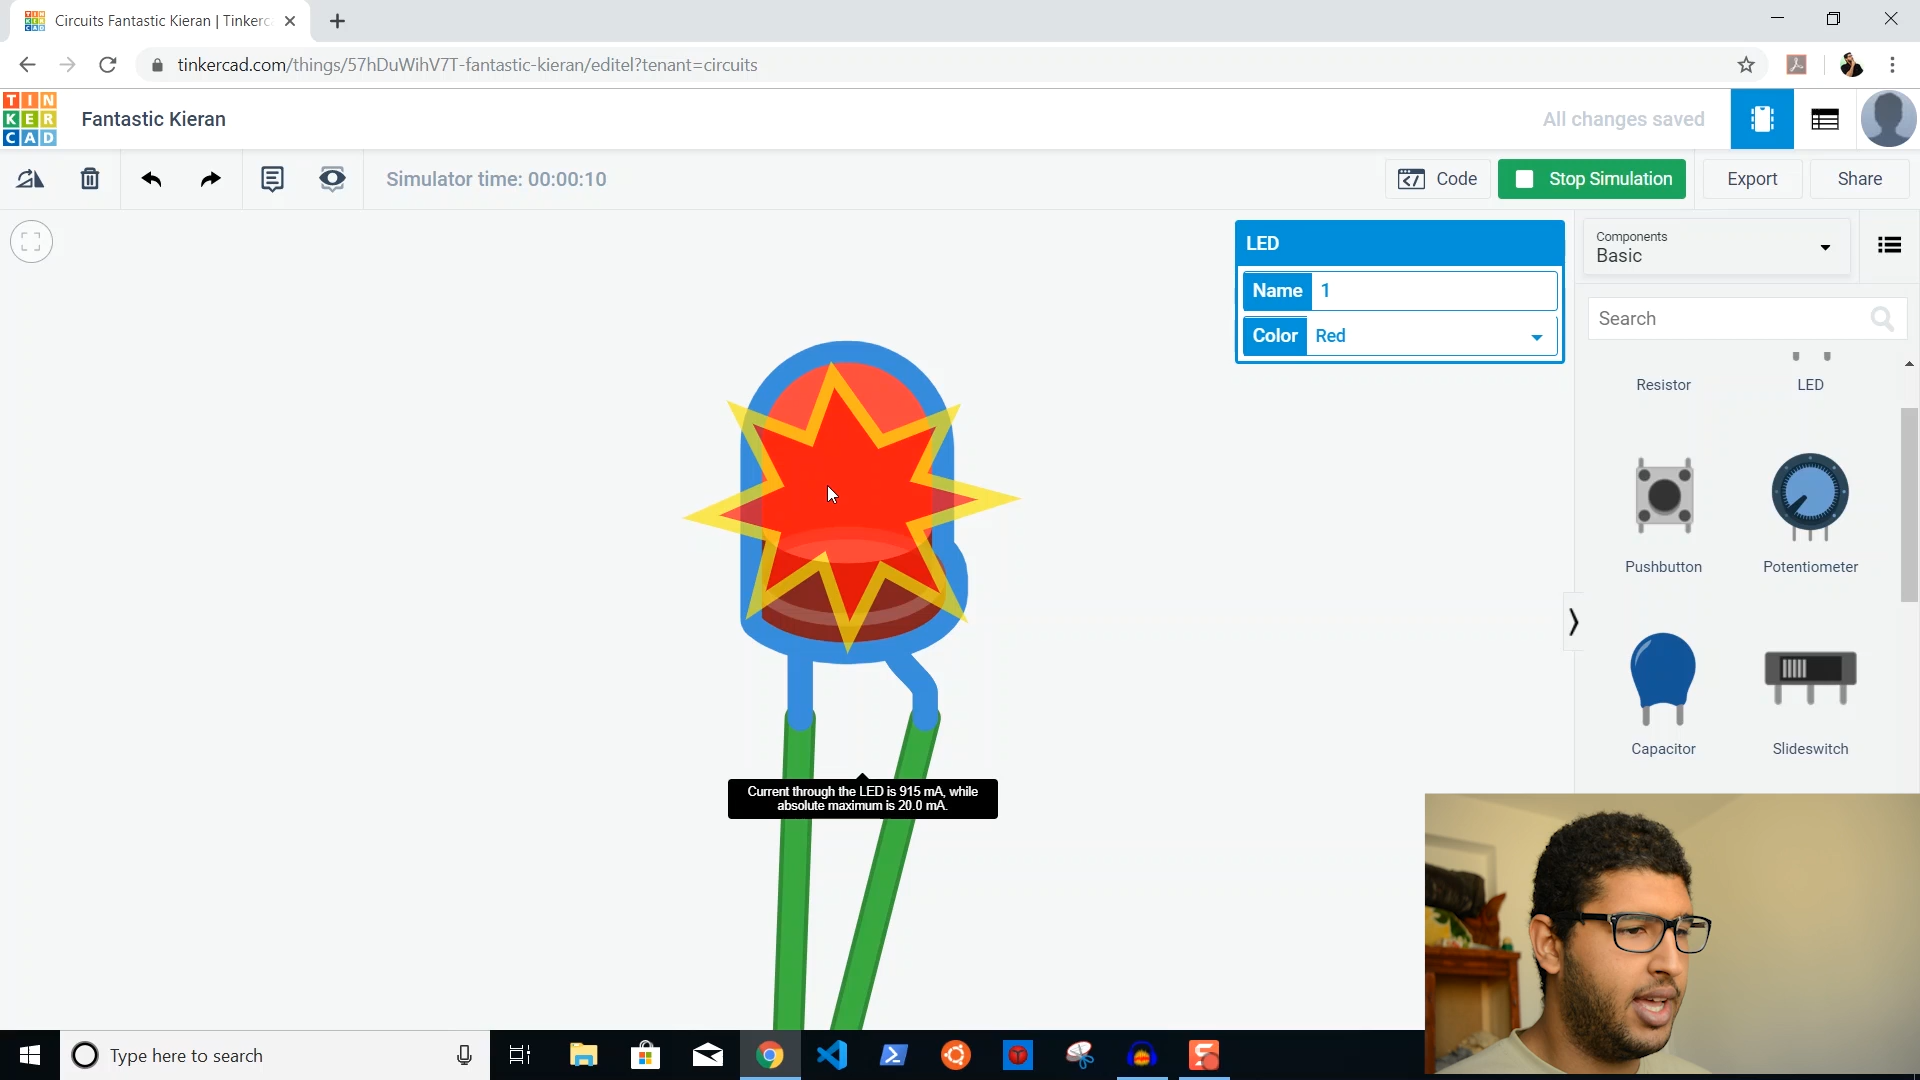 Circuits Fantastic Kieran | Tinkerc
tinkercad.com/things/57hDuWihV7T-fantastic-kieran/editel?tenant=circuits
TIN
KER
CAD
Fantastic Kieran
All changes saved
Simulator time: 00:00:10
Code
Stop Simulation
Export
Share
LED
Name 1
Color Red
Components
Basic
Search
Resistor
LED
Pushbutton
Potentiometer
Capacitor
Slideswitch
Current through the LED is 915 mA, while
absolute maximum is 20.0 mA.
Type here to search